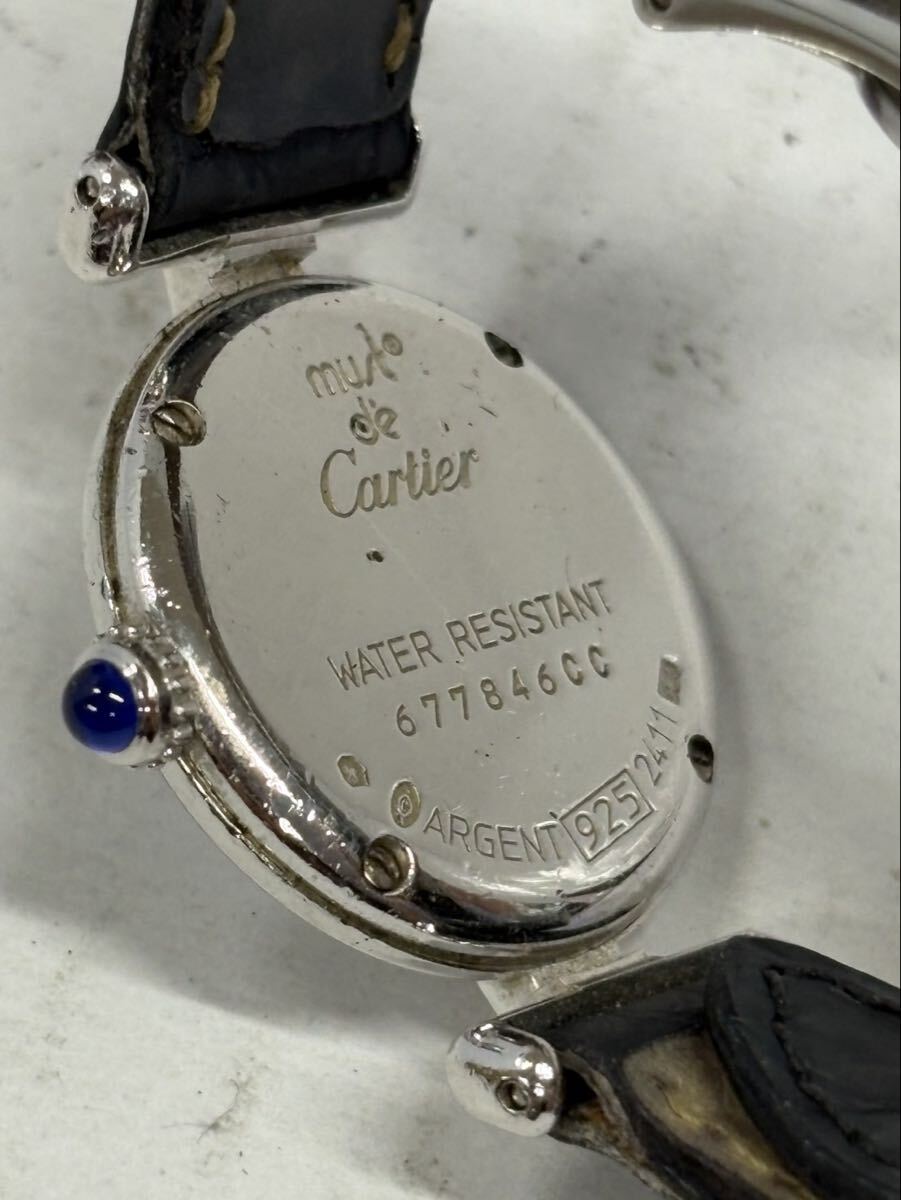 must
de
Cartier
WATER RESISTANT
677846CC
ARGENT 925 2411